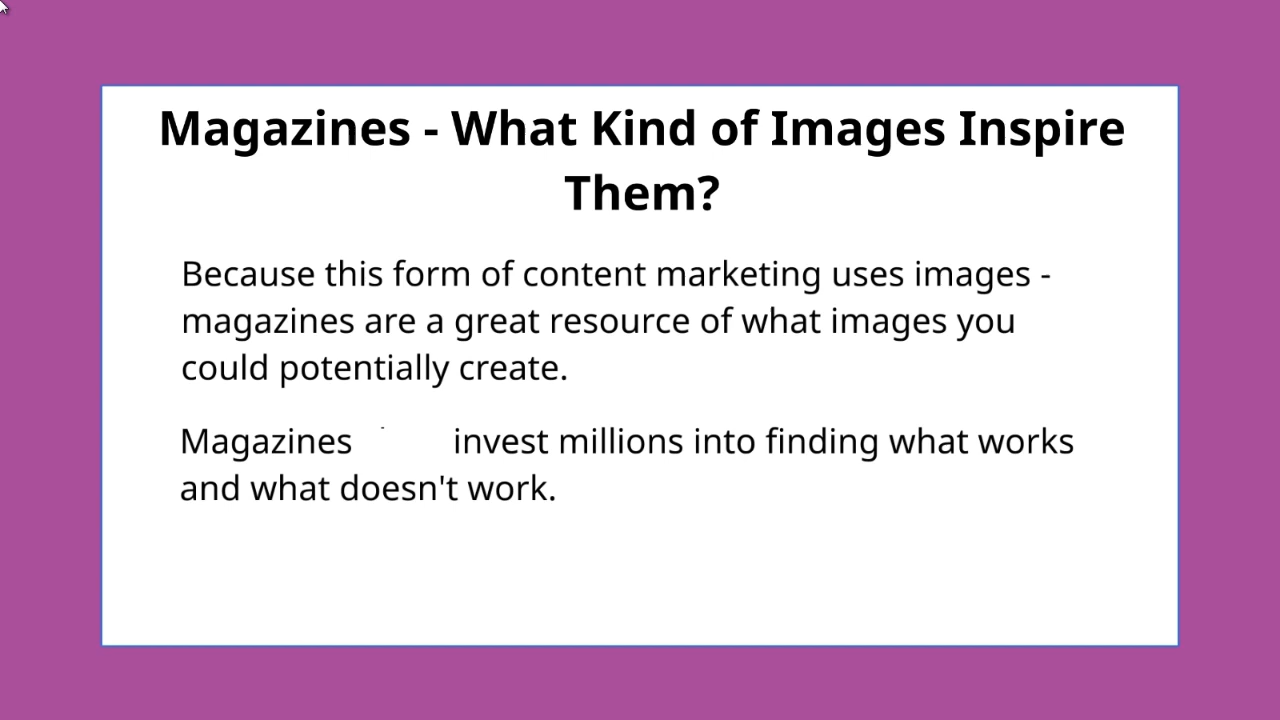 Magazines - What Kind of Images Inspire
Them?
Because this form of content marketing uses images -
magazines are a great resource of what images you
could potentially create.
Magazines invest millions into finding what works
and what doesn't work.